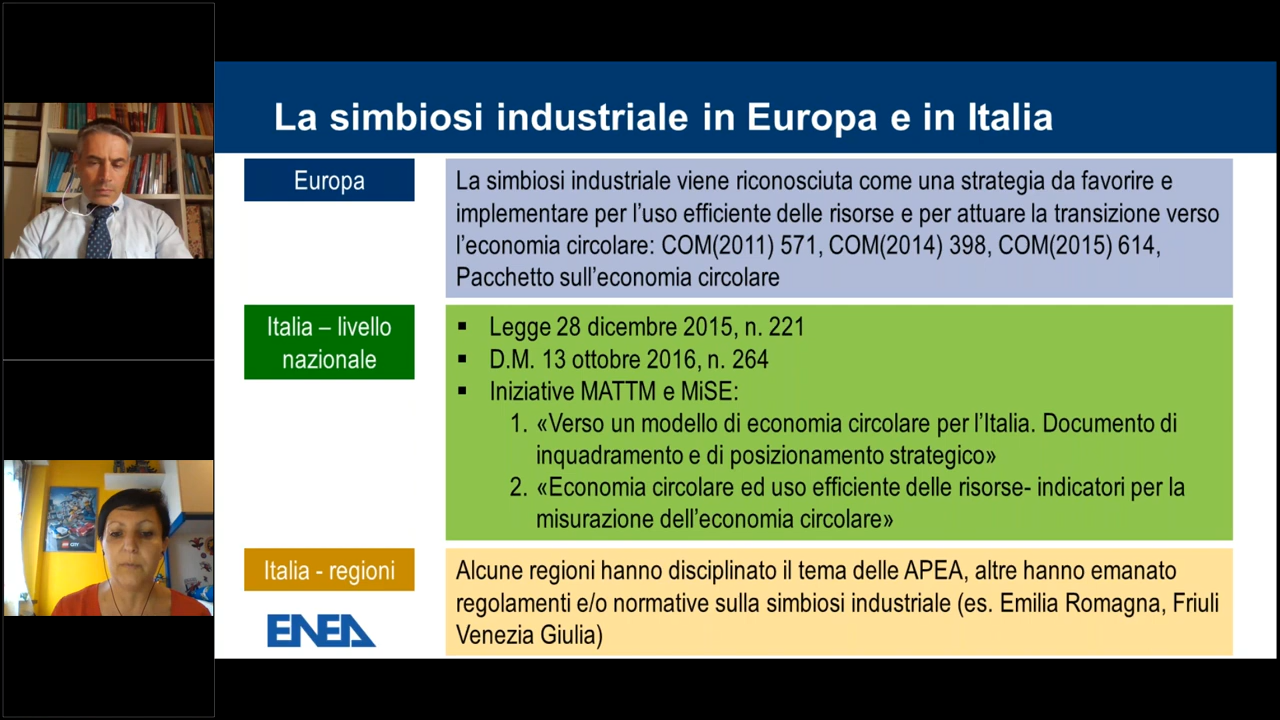 La simbiosi industriale in Europa e in Italia
Europa
La simbiosi industriale viene riconosciuta come una strategia da favorire e
implementare per l’uso efficiente delle risorse e per attuare la transizione verso
l’economia circolare: COM(2011) 571, COM(2014) 398, COM(2015) 614,
Pacchetto sull’economia circolare
Italia – livello
nazionale
▪ Legge 28 dicembre 2015, n. 221
▪ D.M. 13 ottobre 2016, n. 264
▪ Iniziative MATTM e MiSE:
1. «Verso un modello di economia circolare per l’Italia. Documento di
inquadramento e di posizionamento strategico»
2. «Economia circolare ed uso efficiente delle risorse- indicatori per la
misurazione dell’economia circolare»
Italia - regioni
Alcune regioni hanno disciplinato il tema delle APEA, altre hanno emanato
regolamenti e/o normative sulla simbiosi industriale (es. Emilia Romagna, Friuli
Venezia Giulia)
ENEA
CITY